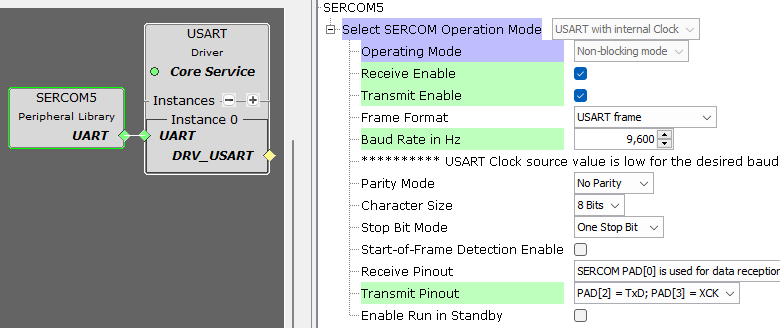 USART
Driver
Core Service
Instances
Instance 0
UART
DRV_USART
SERCOM5
Peripheral Library
UART
SERCOM5
Select SERCOM Operation Mode USART with internal Clock
Operating Mode Non-blocking mode
Receive Enable
Transmit Enable
Frame Format USART frame
Baud Rate in Hz 9,600
********** USART Clock source value is low for the desired baud
Parity Mode No Parity
Character Size 8 Bits
Stop Bit Mode One Stop Bit
Start-of-Frame Detection Enable
Receive Pinout SERCOM PAD[0] is used for data reception
Transmit Pinout PAD[2] = TxD; PAD[3] = XCK
Enable Run in Standby